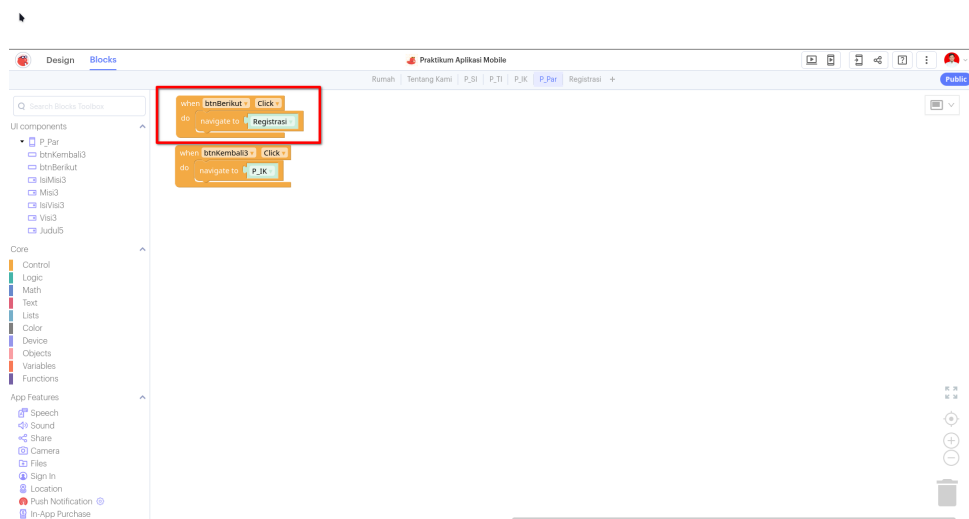 Design Blocks Praktikum Aplikasi Mobile
Rumah Tentang Kami P_SI P_TI P_IK P_Par Registrasi +
Public
Search Blocks Toolbox
UI components
P_Par
btnKembali3
btnBerikut
IsiMisi3
Misi3
IsiVisi3
Visi3
Judul5
Core
Control
Logic
Math
Text
Lists
Color
Device
Objects
Variables
Functions
App Features
Speech
Sound
Share
Camera
Files
Sign In
Location
Push Notification
In-App Purchase
when btnBerikut Click
do navigate to Registrasi
when btnKembali3 Click
do navigate to P_IK